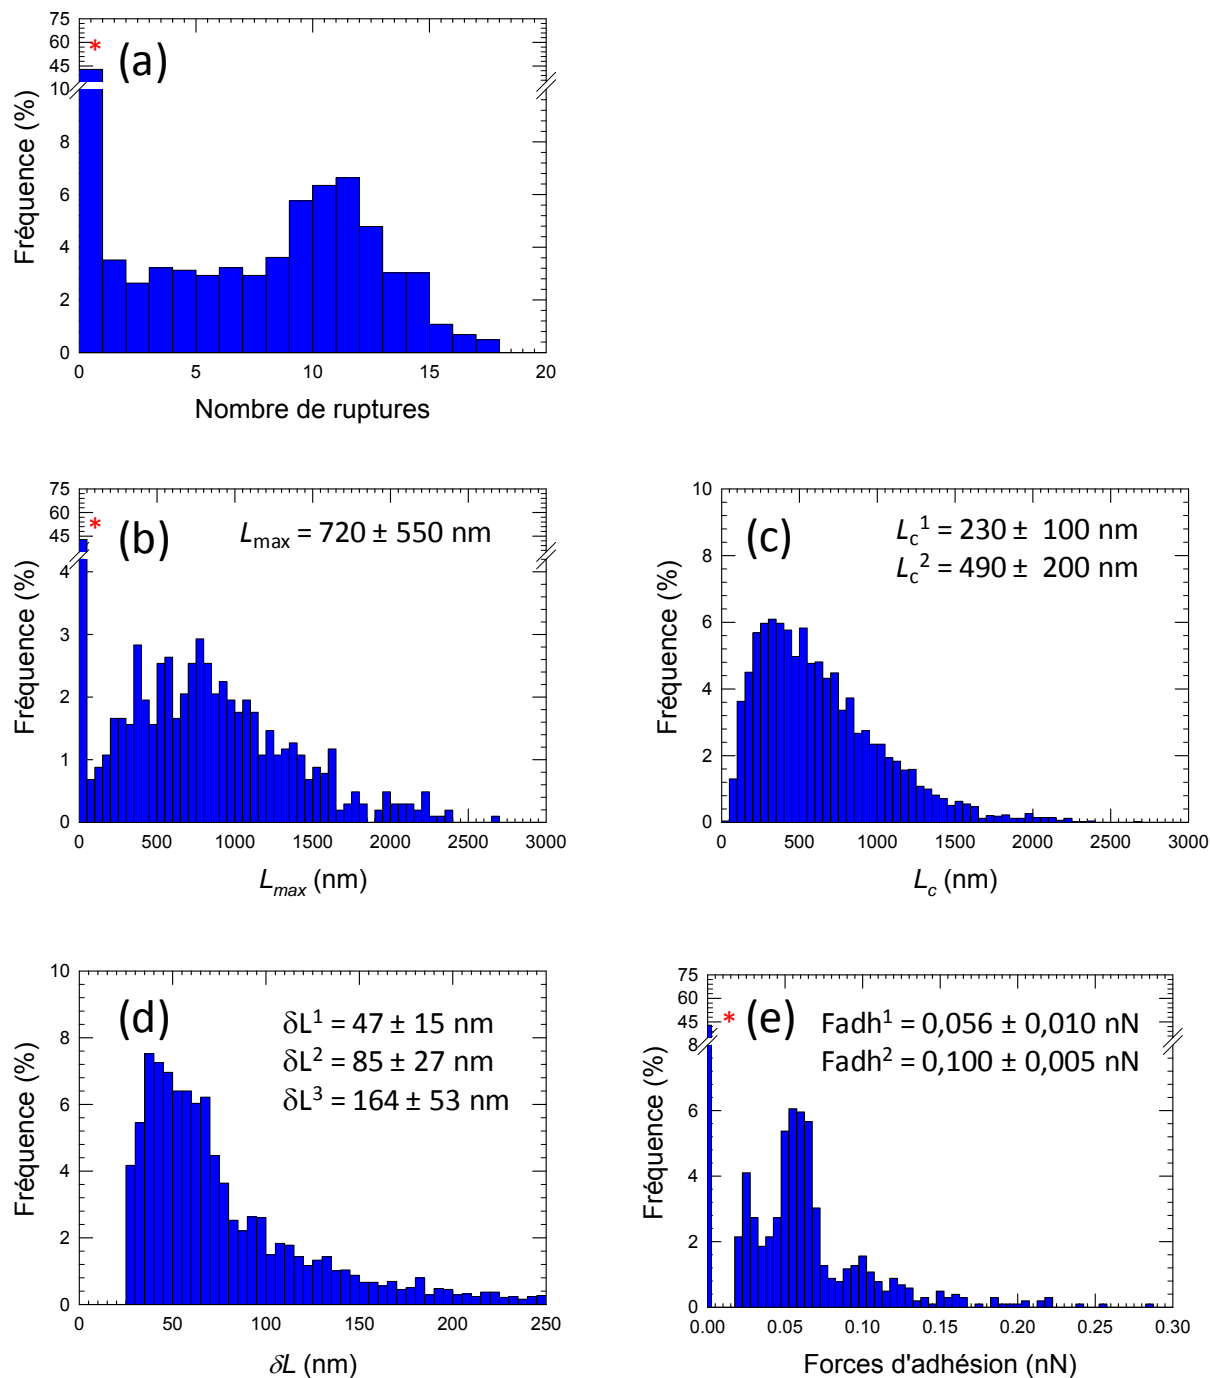 75
60
45
10
8
6
4
2
0
*
(a)
Fréquence (%)
0 5 10 15 20
Nombre de ruptures
75
60
45
4
3
2
1
0
*
(b)
Lmax = 720 ± 550 nm
Fréquence (%)
0 500 1000 1500 2000 2500 3000
Lmax (nm)
10
8
6
4
2
0
(c)
Lc¹ = 230 ± 100 nm
Lc² = 490 ± 200 nm
Fréquence (%)
0 500 1000 1500 2000 2500 3000
Lc (nm)
10
8
6
4
2
0
(d)
δL¹ = 47 ± 15 nm
δL² = 85 ± 27 nm
δL³ = 164 ± 53 nm
Fréquence (%)
0 50 100 150 200 250
δL (nm)
75
60
45
8
6
4
2
0
*
(e)
Fadh¹ = 0,056 ± 0,010 nN
Fadh² = 0,100 ± 0,005 nN
Fréquence (%)
0.00 0.05 0.10 0.15 0.20 0.25 0.30
Forces d'adhésion (nN)